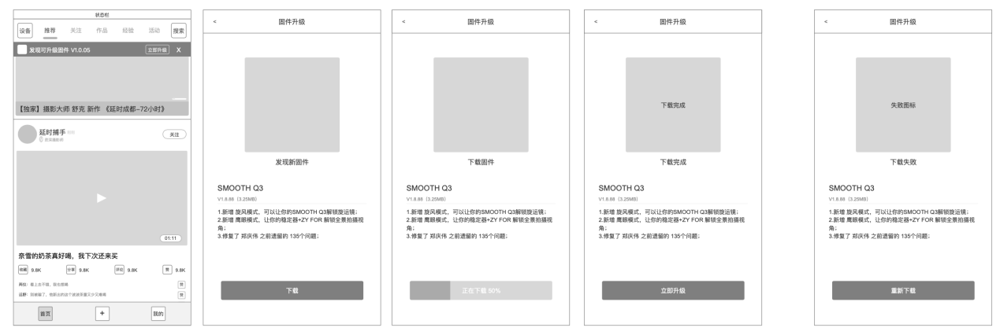 状态栏
设备 推荐 关注 作品 经验 活动 搜索
发现可升级固件 V1.0.05 立即升级 X
【独家】摄影大师 舒克 新作 《延时成都~72小时》
延时捕手
关注
01:11
奈雪的奶茶真好喝，我下次还来买
收藏 9.8K 分享 9.8K 评论 9.8K 赞 9.8K
赞
赞
首页 + 我的
< 固件升级
发现新固件
SMOOTH Q3
V1.8.88（3.25MB）
1.新增 旋风模式，可以让你的SMOOTH Q3解锁旋运镜；
2.新增 鹰眼模式，让你的稳定器+ZY FOR 解锁全景拍摄视
角；
3.修复了 郑庆伟 之前遗留的 135个问题；
下载
< 固件升级
下载固件
SMOOTH Q3
V1.8.88（3.25MB）
1.新增 旋风模式，可以让你的SMOOTH Q3解锁旋运镜；
2.新增 鹰眼模式，让你的稳定器+ZY FOR 解锁全景拍摄视
角；
3.修复了 郑庆伟 之前遗留的 135个问题；
正在下载 50%
< 固件升级
下载完成
下载完成
SMOOTH Q3
V1.8.88（3.25MB）
1.新增 旋风模式，可以让你的SMOOTH Q3解锁旋运镜；
2.新增 鹰眼模式，让你的稳定器+ZY FOR 解锁全景拍摄视
角；
3.修复了 郑庆伟 之前遗留的 135个问题；
立即升级
< 固件升级
失败图标
下载失败
SMOOTH Q3
V1.8.88（3.25MB）
1.新增 旋风模式，可以让你的SMOOTH Q3解锁旋运镜；
2.新增 鹰眼模式，让你的稳定器+ZY FOR 解锁全景拍摄视
角；
3.修复了 郑庆伟 之前遗留的 135个问题；
重新下载